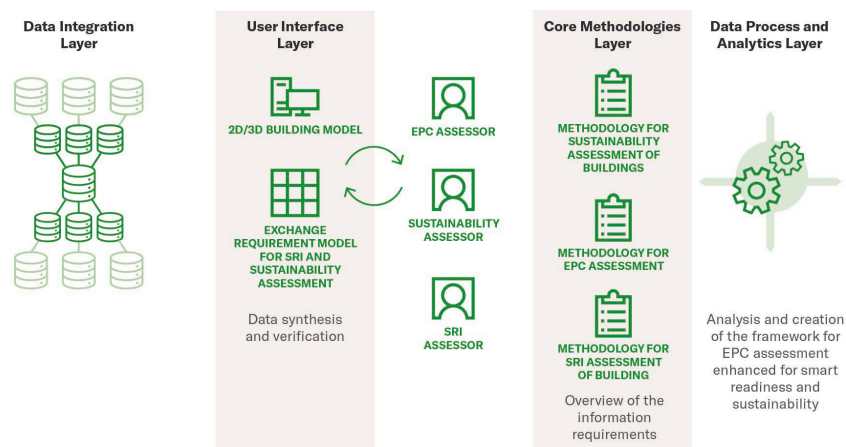 Data Integration
Layer
User Interface
Layer
2D/3D BUILDING MODEL
EXCHANGE
REQUIREMENT MODEL
FOR SRI AND
SUSTAINABILITY
ASSESSMENT
Data synthesis
and verification
EPC ASSESSOR
SUSTAINABILITY
ASSESSOR
SRI
ASSESSOR
Core Methodologies
Layer
METHODOLOGY FOR
SUSTAINABILITY
ASSESSMENT OF
BUILDINGS
METHODOLOGY FOR
EPC ASSESSMENT
METHODOLOGY FOR
SRI ASSESSMENT
OF BUILDING
Overview of the
information
requirements
Data Process and
Analytics Layer
Analysis and creation
of the framework for
EPC assessment
enhanced for smart
readiness and
sustainability